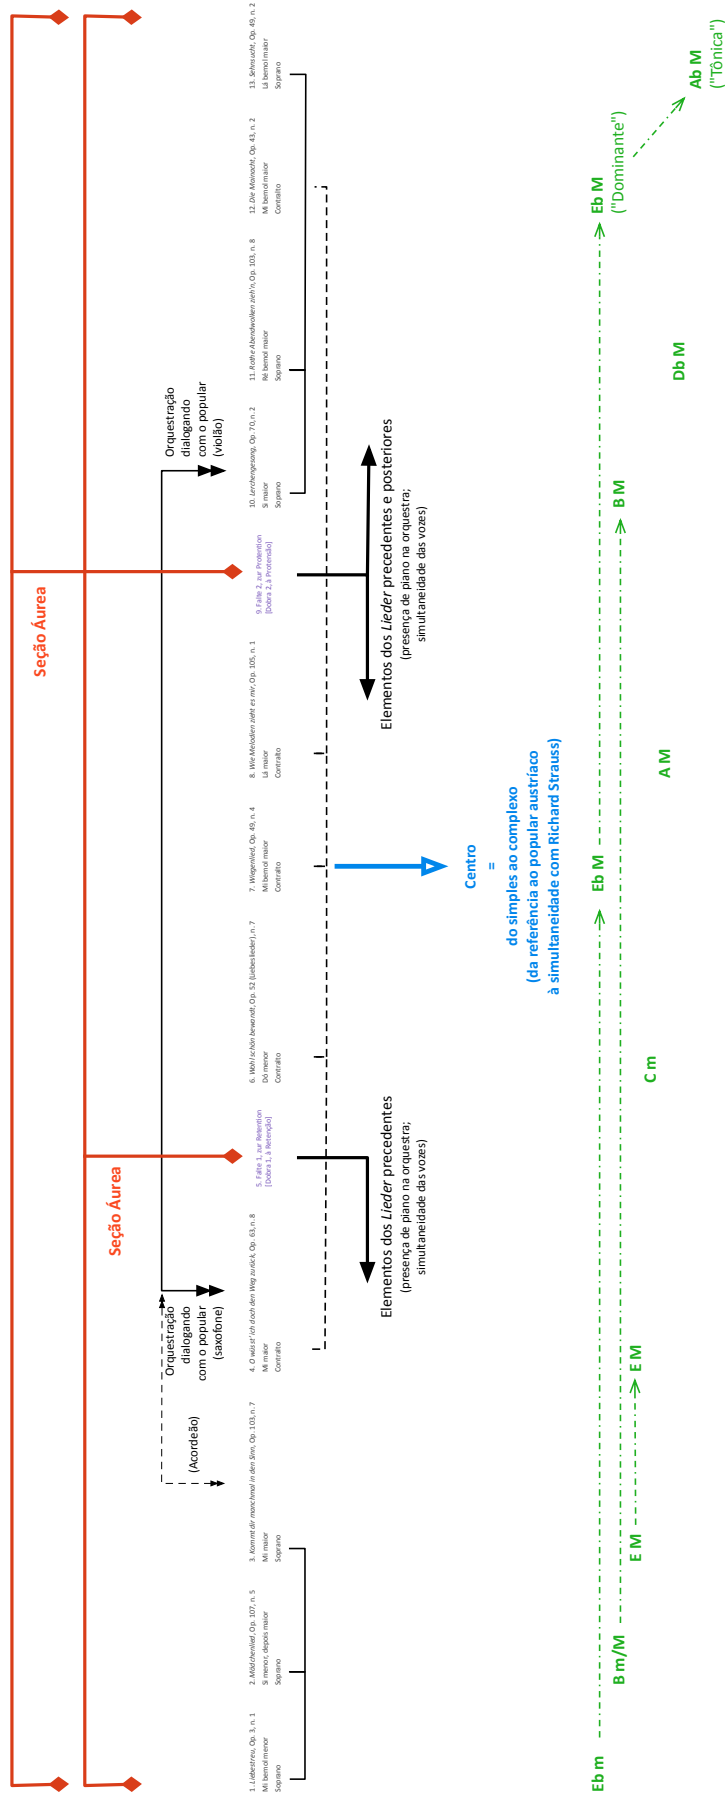 Seção Áurea
Seção Áurea
Orquestração
dialogando
com o popular
(saxofone)
(Acordeão)
Orquestração
dialogando
com o popular
(violão)
1. Liebestreu, Op. 3, n. 1
Mi bemol menor
Soprano
2. Mädchenlied, Op. 107, n. 5
Si menor, depois maior
Soprano
3. Kommt dir manchmal in den Sinn, Op. 103, n. 7
Mi maior
Soprano
4. O wüsst' ich doch den Weg zurück, Op. 63, n. 8
Mi maior
Contralto
5. Falte 1, zur Retention
[Dobra 1, à Retenção]
6. Wohl schön bewandt, Op. 52 (Liebeslieder), n. 7
Dó menor
Contralto
7. Wiegenlied, Op. 49, n. 4
Mi bemol maior
Contralto
8. Wie Melodien zieht es mir, Op. 105, n. 1
Lá maior
Contralto
9. Falte 2, zur Protention
[Dobra 2, à Protensão]
10. Lerchengesang, Op. 70, n. 2
Si maior
Soprano
11. Rothe Abendwolken zieh'n, Op. 103, n. 8
Ré bemol maior
Soprano
12. Die Mainacht, Op. 43, n. 2
Mi bemol maior
Contralto
13. Sehnsucht, Op. 49, n. 2
Lá bemol maior
Soprano
Elementos dos Lieder precedentes
(presença de piano na orquestra;
simultaneidade das vozes)
Elementos dos Lieder precedentes e posteriores
(presença de piano na orquestra;
simultaneidade das vozes)
Centro
=
do simples ao complexo
(da referência ao popular austríaco
à simultaneidade com Richard Strauss)
Eb m
B m/M
E M
E M
C m
Eb M
A M
B M
Db M
Eb M
("Dominante")
Ab M
("Tônica")